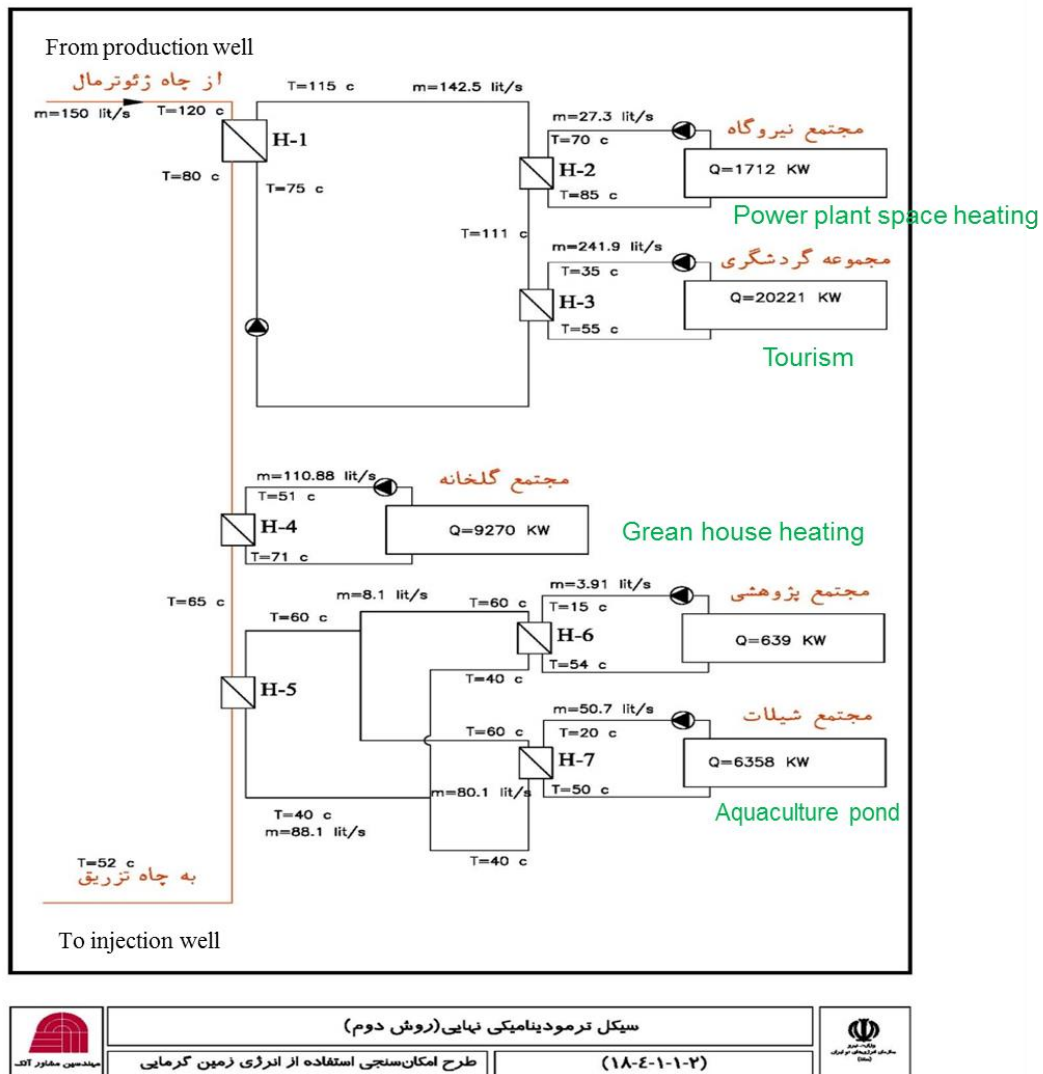 From production well
از چاه ژئوترمال
m=150 lit/s
T=120 c
H-1
T=80 c
T=75 c
T=115 c
m=142.5 lit/s
m=27.3 lit/s
T=70 c
H-2
T=85 c
مجتمع نیروگاه
Q=1712 KW
Power plant space heating
T=111 c
m=241.9 lit/s
T=35 c
H-3
T=55 c
مجموعه گردشگری
Q=20221 KW
Tourism
m=110.88 lit/s
T=51 c
H-4
T=71 c
مجتمع گلخانه
Q=9270 KW
Grean house heating
T=65 c
T=60 c
m=8.1 lit/s
T=60 c
m=3.91 lit/s
T=15 c
H-6
T=54 c
T=40 c
مجتمع پژوهشی
Q=639 KW
H-5
T=60 c
m=50.7 lit/s
T=20 c
H-7
T=50 c
مجتمع شیلات
Q=6358 KW
Aquaculture pond
m=80.1 lit/s
T=40 c
m=88.1 lit/s
T=40 c
T=52 c
به چاه تزریق
To injection well
سیکل ترمودینامیکی نهایی(روش دوم)
طرح امکان‌سنجی استفاده از انرژی زمین گرمایی
(۱۸-٤-۱-۱-۲)
مهندسین مشاور آتک